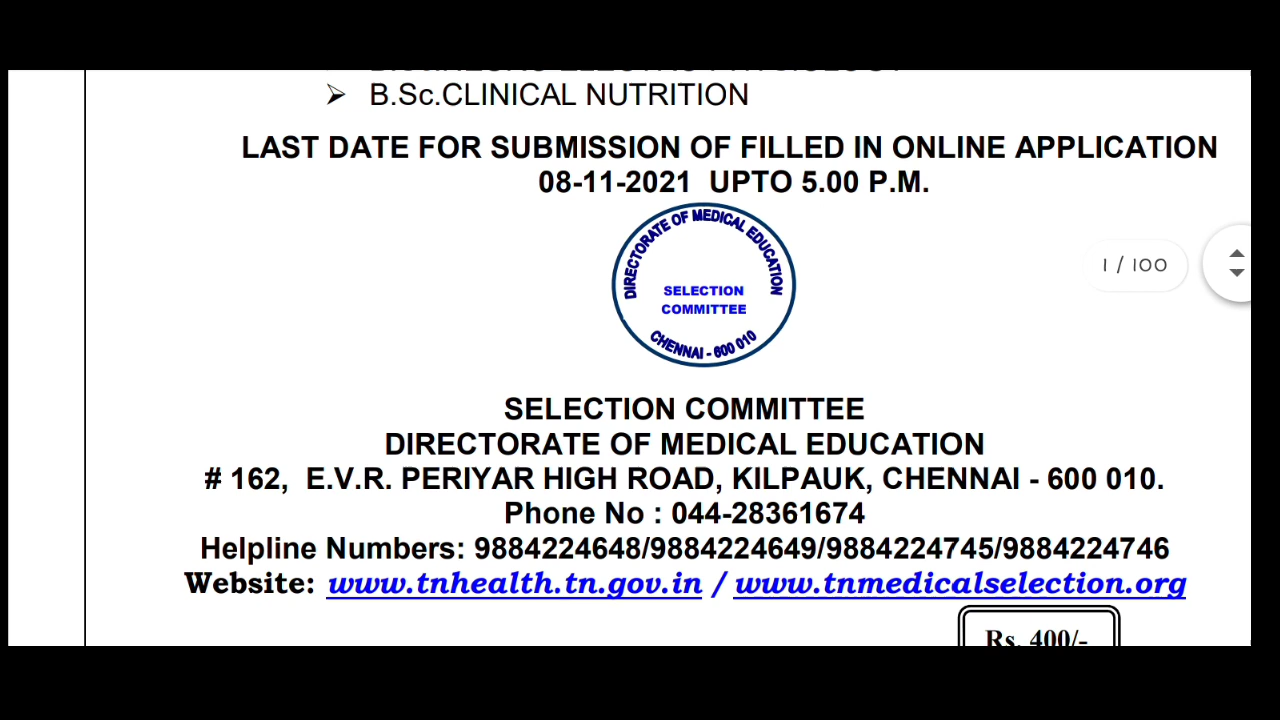 ➢ B.Sc.CLINICAL NUTRITION
LAST DATE FOR SUBMISSION OF FILLED IN ONLINE APPLICATION
08-11-2021 UPTO 5.00 P.M.
DIRECTORATE OF MEDICAL EDUCATION
SELECTION
COMMITTEE
CHENNAI - 600 010
1 / 100
SELECTION COMMITTEE
DIRECTORATE OF MEDICAL EDUCATION
# 162, E.V.R. PERIYAR HIGH ROAD, KILPAUK, CHENNAI - 600 010.
Phone No : 044-28361674
Helpline Numbers: 9884224648/9884224649/9884224745/9884224746
Website: www.tnhealth.tn.gov.in / www.tnmedicalselection.org
Rs. 400/-